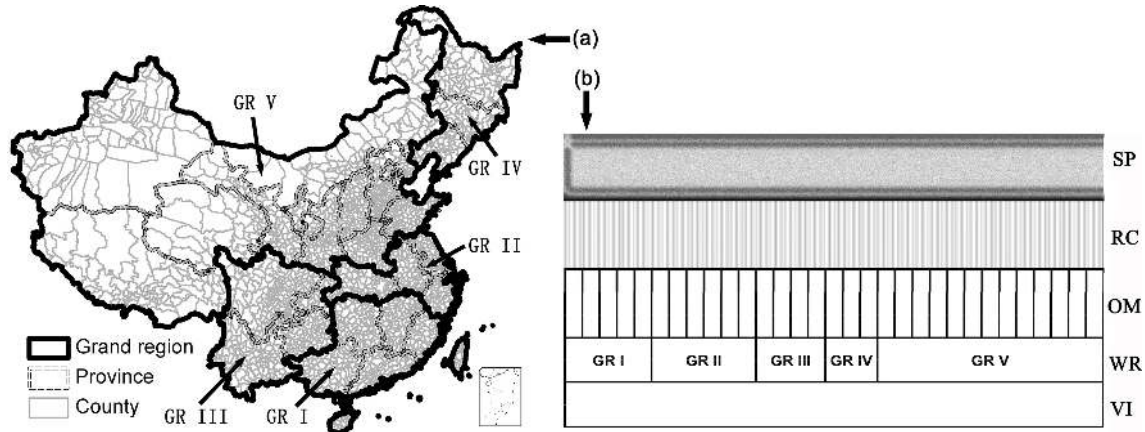 (a)
(b)
GR V
GR IV
GR II
GR III
GR I
Grand region
Province
County
SP
RC
OM
GR I GR II GR III GR IV GR V WR
VI